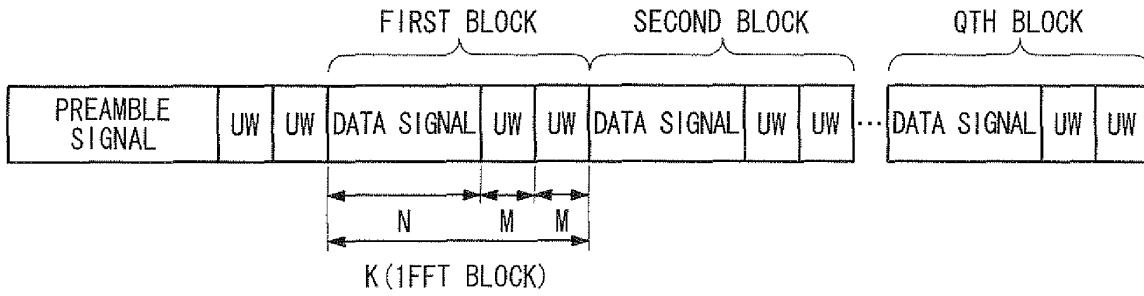 FIRST BLOCK SECOND BLOCK QTH BLOCK
PREAMBLE SIGNAL UW UW DATA SIGNAL UW UW DATA SIGNAL UW UW ... DATA SIGNAL UW UW
N M M
K(1FFT BLOCK)